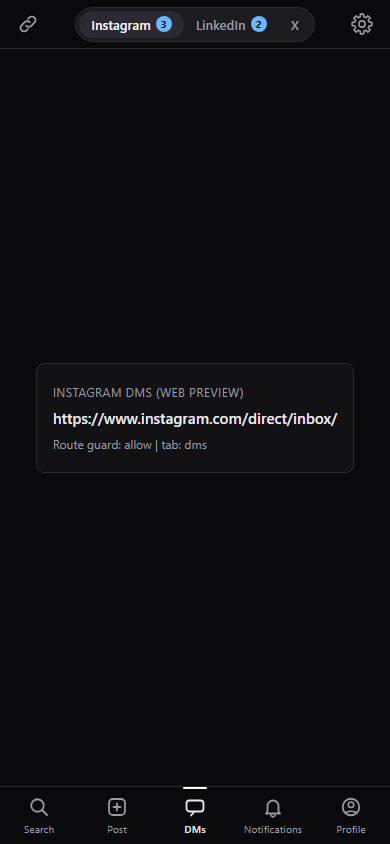 Instagram 3 LinkedIn 2 X
INSTAGRAM DMS (WEB PREVIEW)
https://www.instagram.com/direct/inbox/
Route guard: allow | tab: dms
Search Post DMs Notifications Profile